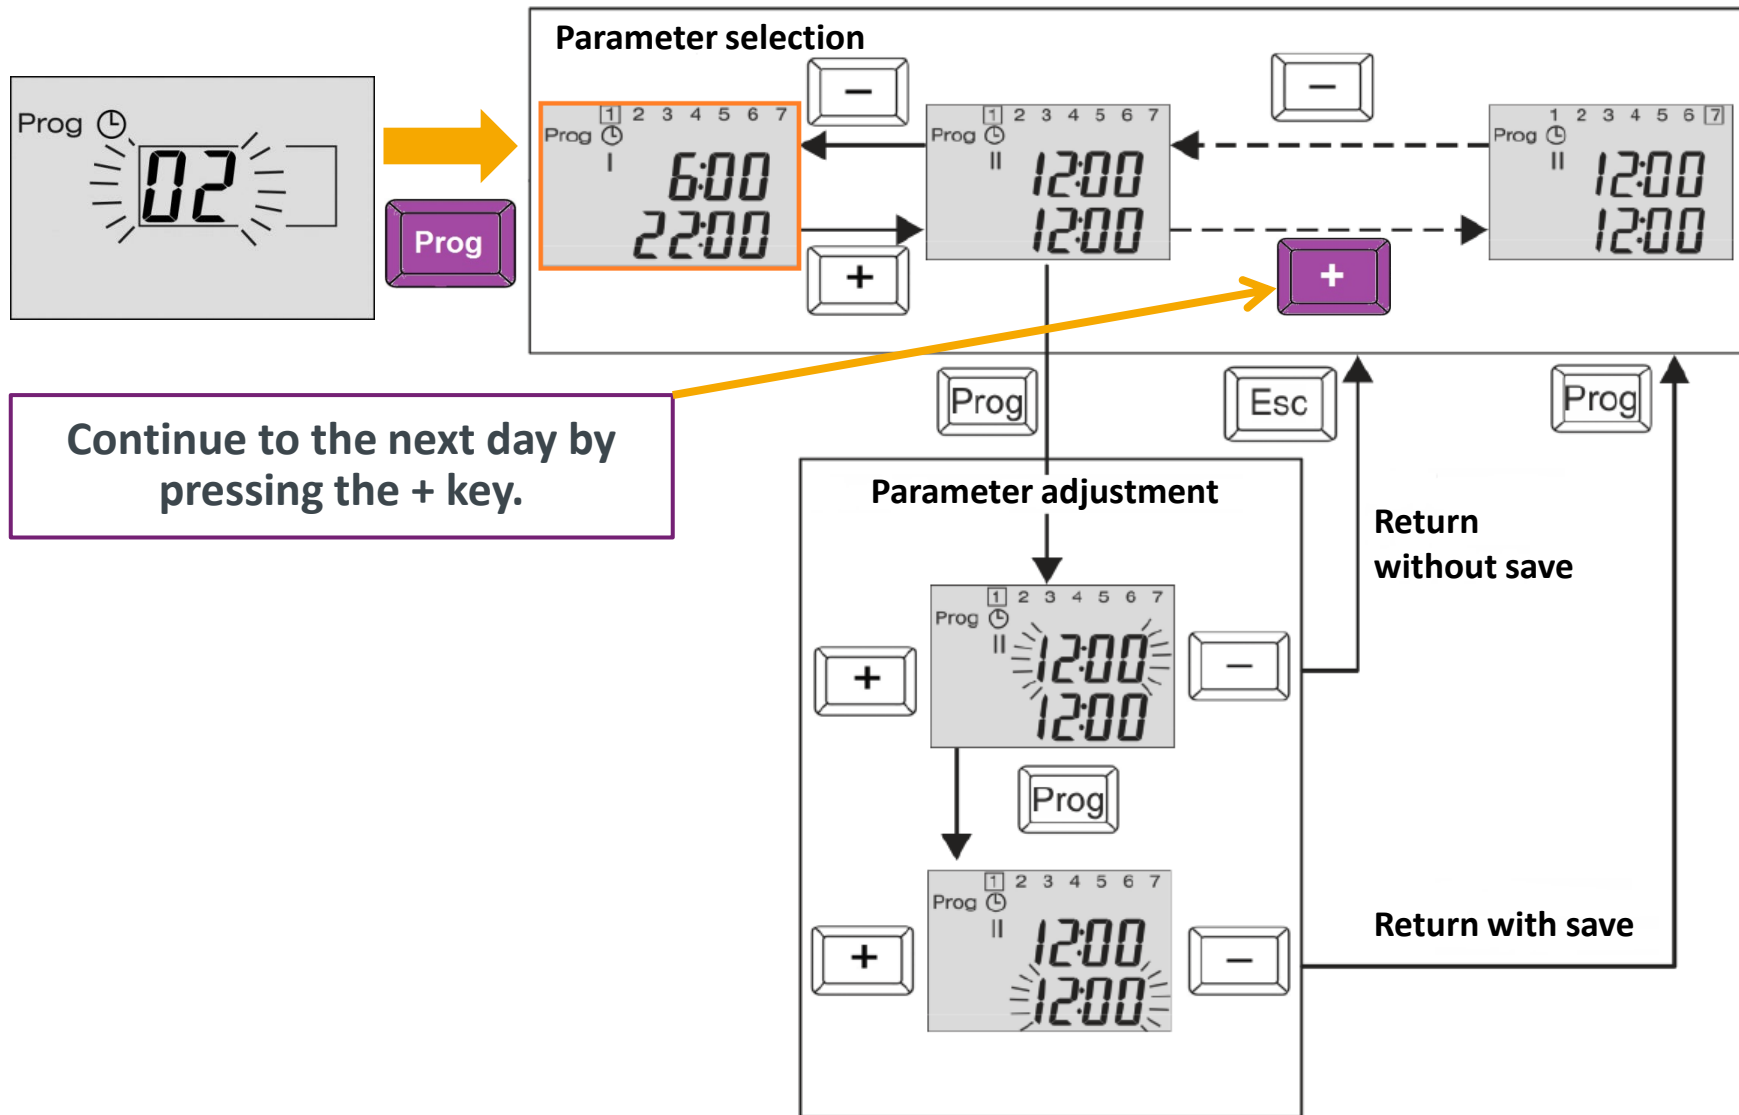 Parameter selection
Prog
02
Prog
1 2 3 4 5 6 7
Prog
I
6:00
22:00
−
+
1 2 3 4 5 6 7
Prog
II
12:00
12:00
−
+
1 2 3 4 5 6 7
Prog
II
12:00
12:00
Continue to the next day by
pressing the + key.
Prog
Esc
Prog
Parameter adjustment
Return
without save
1 2 3 4 5 6 7
Prog
II
12:00
12:00
+
−
Prog
1 2 3 4 5 6 7
Prog
II
12:00
12:00
+
−
Return with save